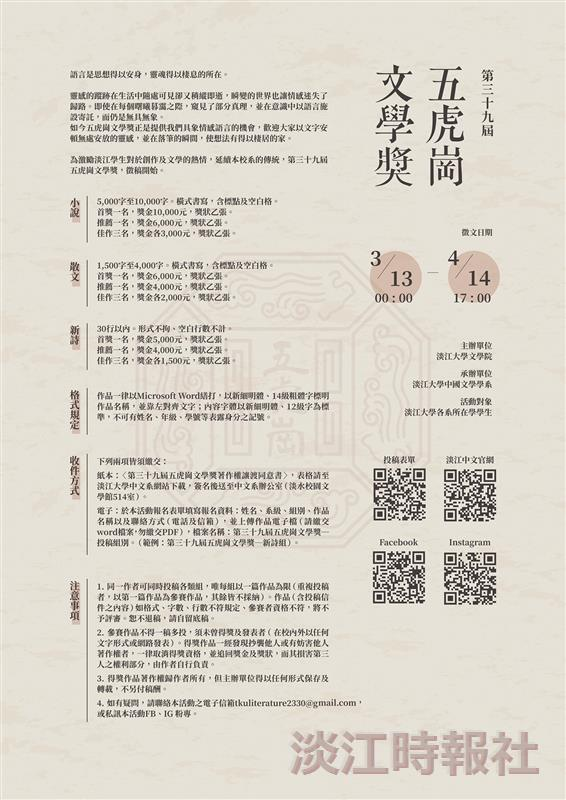 第三十九屆
五虎崗
文學獎
語言是思想得以安身，靈魂得以棲息的所在。
靈感的蹤跡在生活中隨處可見卻又稍縱即逝，瞬變的世界也讓情感迷失了
歸路。即使在每個曙曦暮靄之際，窺見了部分真理，並在意識中以語言施
設寄託，而仍是無具無象。
如今五虎崗文學獎正是提供我們具象情感語言的機會，歡迎大家以文字安
頓無處安放的靈感，並在落筆的瞬間，使想法有得以棲居的家。
為激勵淡江學生對於創作及文學的熱情，延續本校系的傳統，第三十九屆
五虎崗文學獎，徵稿開始。
小說
5,000字至10,000字。橫式書寫，含標點及空白格。
首獎一名，獎金10,000元，獎狀乙張。
推薦一名，獎金6,000元，獎狀乙張。
佳作三名，獎金各3,000元，獎狀乙張。
散文
1,500字至4,000字。橫式書寫，含標點及空白格。
首獎一名，獎金6,000元，獎狀乙張。
推薦一名，獎金4,000元，獎狀乙張。
佳作三名，獎金各2,000元，獎狀乙張。
新詩
30行以內。形式不拘、空白行數不計。
首獎一名，獎金5,000元，獎狀乙張。
推薦一名，獎金4,000元，獎狀乙張。
佳作三名，獎金各1,500元，獎狀乙張。
格式規定
作品一律以Microsoft Word繕打，以新細明體、14級粗體字標明
作品名稱，並靠左對齊文字；內容字體以新細明體、12級字為標
準，不可有姓名、年級、學號等表露身分之記號。
收件方式
下列兩項皆須繳交：
紙本：〈第三十九屆五虎崗文學獎著作權讓渡同意書〉，表格請至
淡江大學中文系網站下載，簽名後送至中文系辦公室（淡水校園文
學館514室）。
電子：於本活動報名表單填寫報名資料：姓名、系級、組別、作品
名稱以及聯絡方式（電話及信箱），並上傳作品電子檔（請繳交
word檔案，勿繳交PDF），檔案名稱：第三十九屆五虎崗文學獎—
投稿組別。（範例：第三十九屆五虎崗文學獎—新詩組）。
注意事項
1. 同一作者可同時投稿各類組，唯每組以一篇作品為限（重複投稿
者，以第一篇作品為參賽作品，其餘皆不採納）。作品（含投稿信
件之內容）如格式、字數、行數不符規定、參賽者資格不符，將不
予評審。恕不退稿，請自留底稿。
2. 參賽作品不得一稿多投，須未曾得獎及發表者（在校內外以任何
文字形式或網路發表）。得獎作品一經發現抄襲他人或有妨害他人
著作權者，一律取消得獎資格，並追回獎金及獎狀，而其損害第三
人之權利部分，由作者自行負責。
3. 得獎作品著作權歸作者所有，但主辦單位得以任何形式保存及
轉載，不另付稿酬。
4. 如有疑問，請聯絡本活動之電子信箱tkuliterature2330@gmail.com，
或私訊本活動FB、IG 粉專。
徵文日期
3/13 — 4/14
00:00 17:00
主辦單位
淡江大學文學院
承辦單位
淡江大學中國文學學系
活動對象
淡江大學各系所在學學生
投稿表單 淡江中文官網
Facebook Instagram
五虎崗
淡江時報社